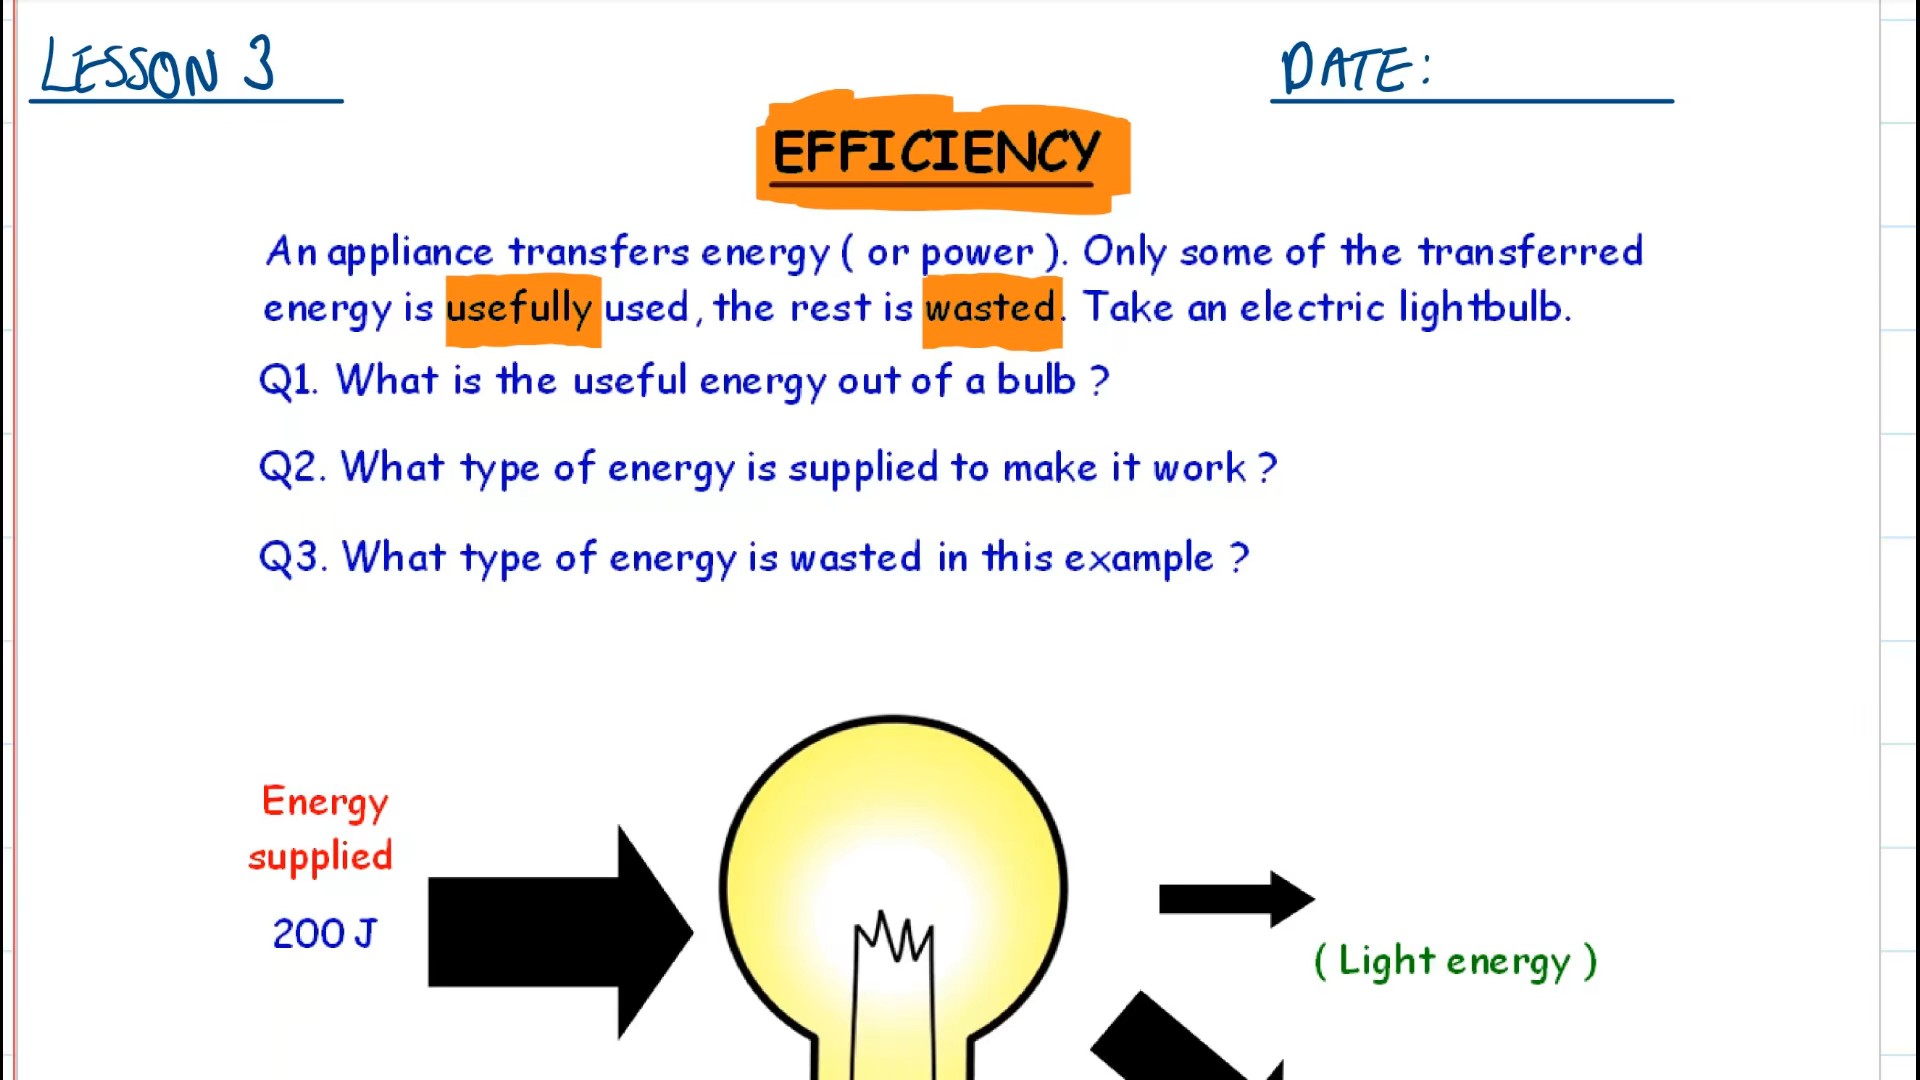 LESSON 3
DATE:
EFFICIENCY
An appliance transfers energy ( or power ). Only some of the transferred
energy is usefully used, the rest is wasted. Take an electric lightbulb.
Q1. What is the useful energy out of a bulb ?
Q2. What type of energy is supplied to make it work ?
Q3. What type of energy is wasted in this example ?
Energy
supplied
200 J
( Light energy )